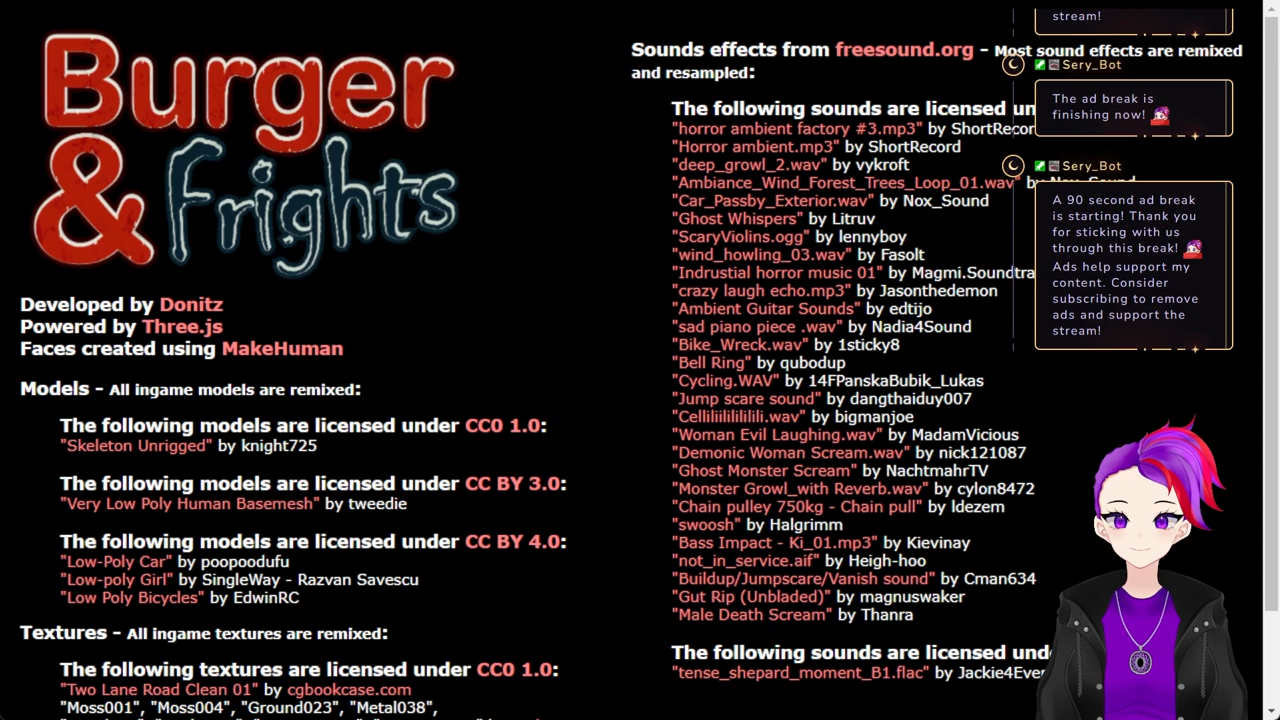 Burger
& Frights
Developed by Donitz
Powered by Three.js
Faces created using MakeHuman
Models - All ingame models are remixed:
The following models are licensed under CC0 1.0:
"Skeleton Unrigged" by knight725
The following models are licensed under CC BY 3.0:
"Very Low Poly Human Basemesh" by tweedie
The following models are licensed under CC BY 4.0:
"Low-Poly Car" by poopoodufu
"Low-poly Girl" by SingleWay - Razvan Savescu
"Low Poly Bicycles" by EdwinRC
Textures - All ingame textures are remixed:
The following textures are licensed under CC0 1.0:
"Two Lane Road Clean 01" by cgbookcase.com
"Moss001", "Moss004", "Ground023", "Metal038",
Sounds effects from freesound.org - Most sound effects are remixed
and resampled:
The following sounds are licensed un
"horror ambient factory #3.mp3" by ShortRecor
"Horror ambient.mp3" by ShortRecord
"deep_growl_2.wav" by vykroft
"Ambiance_Wind_Forest_Trees_Loop_01.wav" by Nox_Sound
"Car_Passby_Exterior.wav" by Nox_Sound
"Ghost Whispers" by Litruv
"ScaryViolins.ogg" by lennyboy
"wind_howling_03.wav" by Fasolt
"Indrustial horror music 01" by Magmi.Soundtra
"crazy laugh echo.mp3" by Jasonthedemon
"Ambient Guitar Sounds" by edtijo
"sad piano piece .wav" by Nadia4Sound
"Bike_Wreck.wav" by 1sticky8
"Bell Ring" by qubodup
"Cycling.WAV" by 14FPanskaBubik_Lukas
"Jump scare sound" by dangthaiduy007
"Celliliililililili.wav" by bigmanjoe
"Woman Evil Laughing.wav" by MadamVicious
"Demonic Woman Scream.wav" by nick121087
"Ghost Monster Scream" by NachtmahrTV
"Monster Growl_with Reverb.wav" by cylon8472
"Chain pulley 750kg - Chain pull" by ldezem
"swoosh" by Halgrimm
"Bass Impact - Ki_01.mp3" by Kievinay
"not_in_service.aif" by Heigh-hoo
"Buildup/Jumpscare/Vanish sound" by Cman634
"Gut Rip (Unbladed)" by magnuswaker
"Male Death Scream" by Thanra
The following sounds are licensed unde
"tense_shepard_moment_B1.flac" by Jackie4Ever
stream!
Sery_Bot
The ad break is
finishing now!
Sery_Bot
A 90 second ad break
is starting! Thank you
for sticking with us
through this break!
Ads help support my
content. Consider
subscribing to remove
ads and support the
stream!